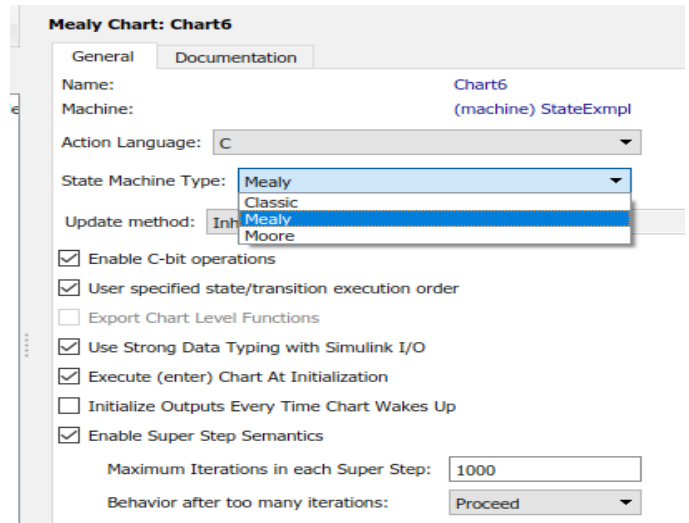 Mealy Chart: Chart6
General Documentation
Name: Chart6
Machine: (machine) StateExmpl
Action Language: C
State Machine Type: Mealy
Classic
Update method: Inh Mealy
Moore
Enable C-bit operations
User specified state/transition execution order
Export Chart Level Functions
Use Strong Data Typing with Simulink I/O
Execute (enter) Chart At Initialization
Initialize Outputs Every Time Chart Wakes Up
Enable Super Step Semantics
Maximum Iterations in each Super Step: 1000
Behavior after too many iterations: Proceed